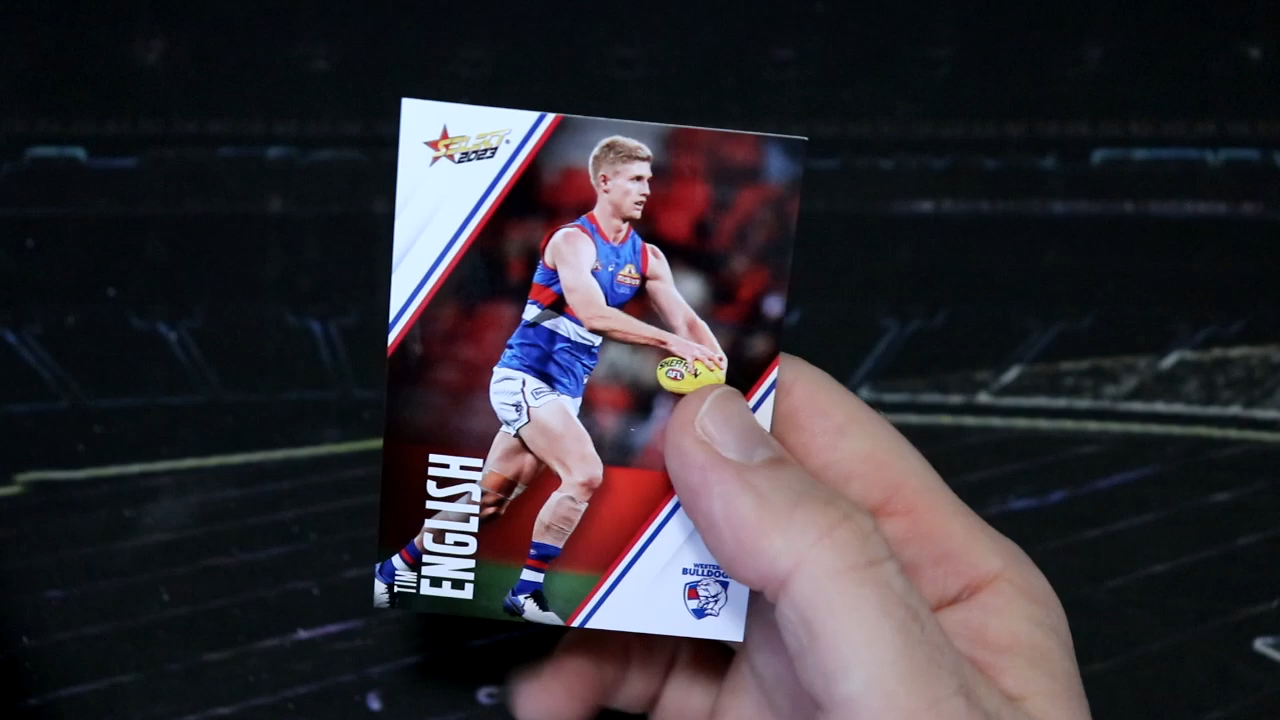 SELECT
2023
SHERRIN
AFL
TIM
ENGLISH
WESTERN
BULLDOGS